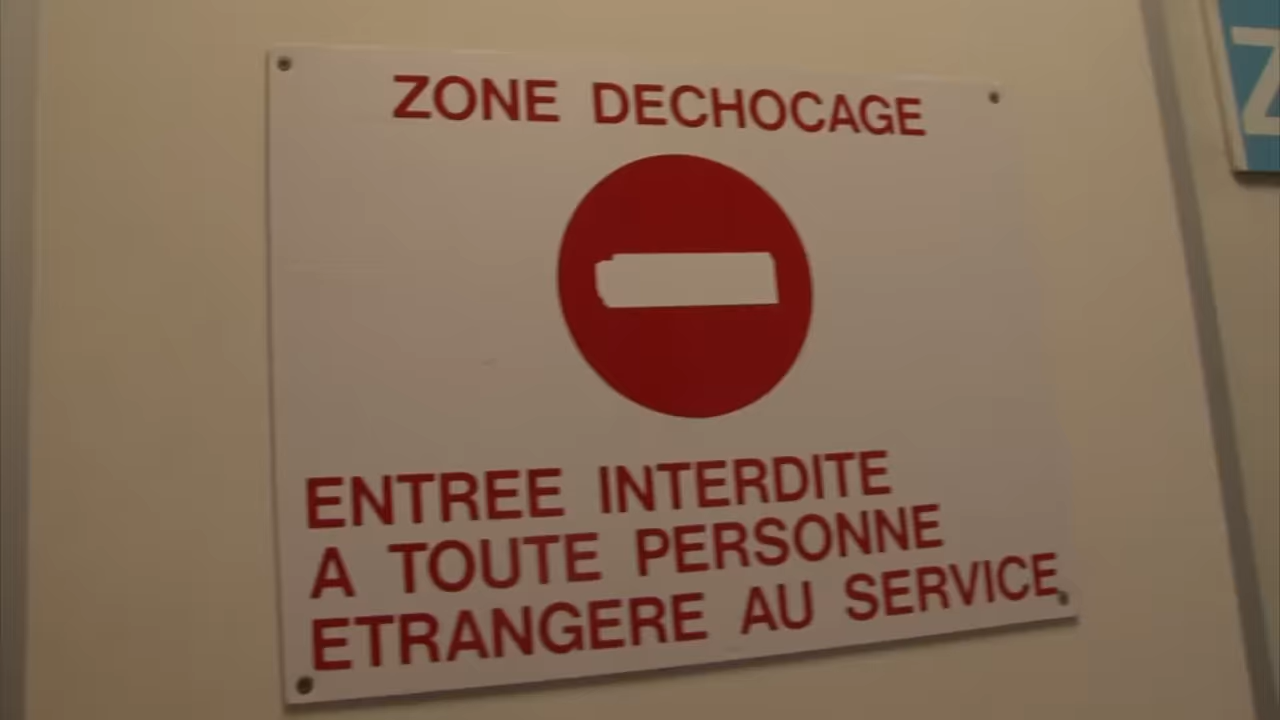 ZONE DECHOCAGE
ENTREE INTERDITE
A TOUTE PERSONNE
ETRANGERE AU SERVICE
Z